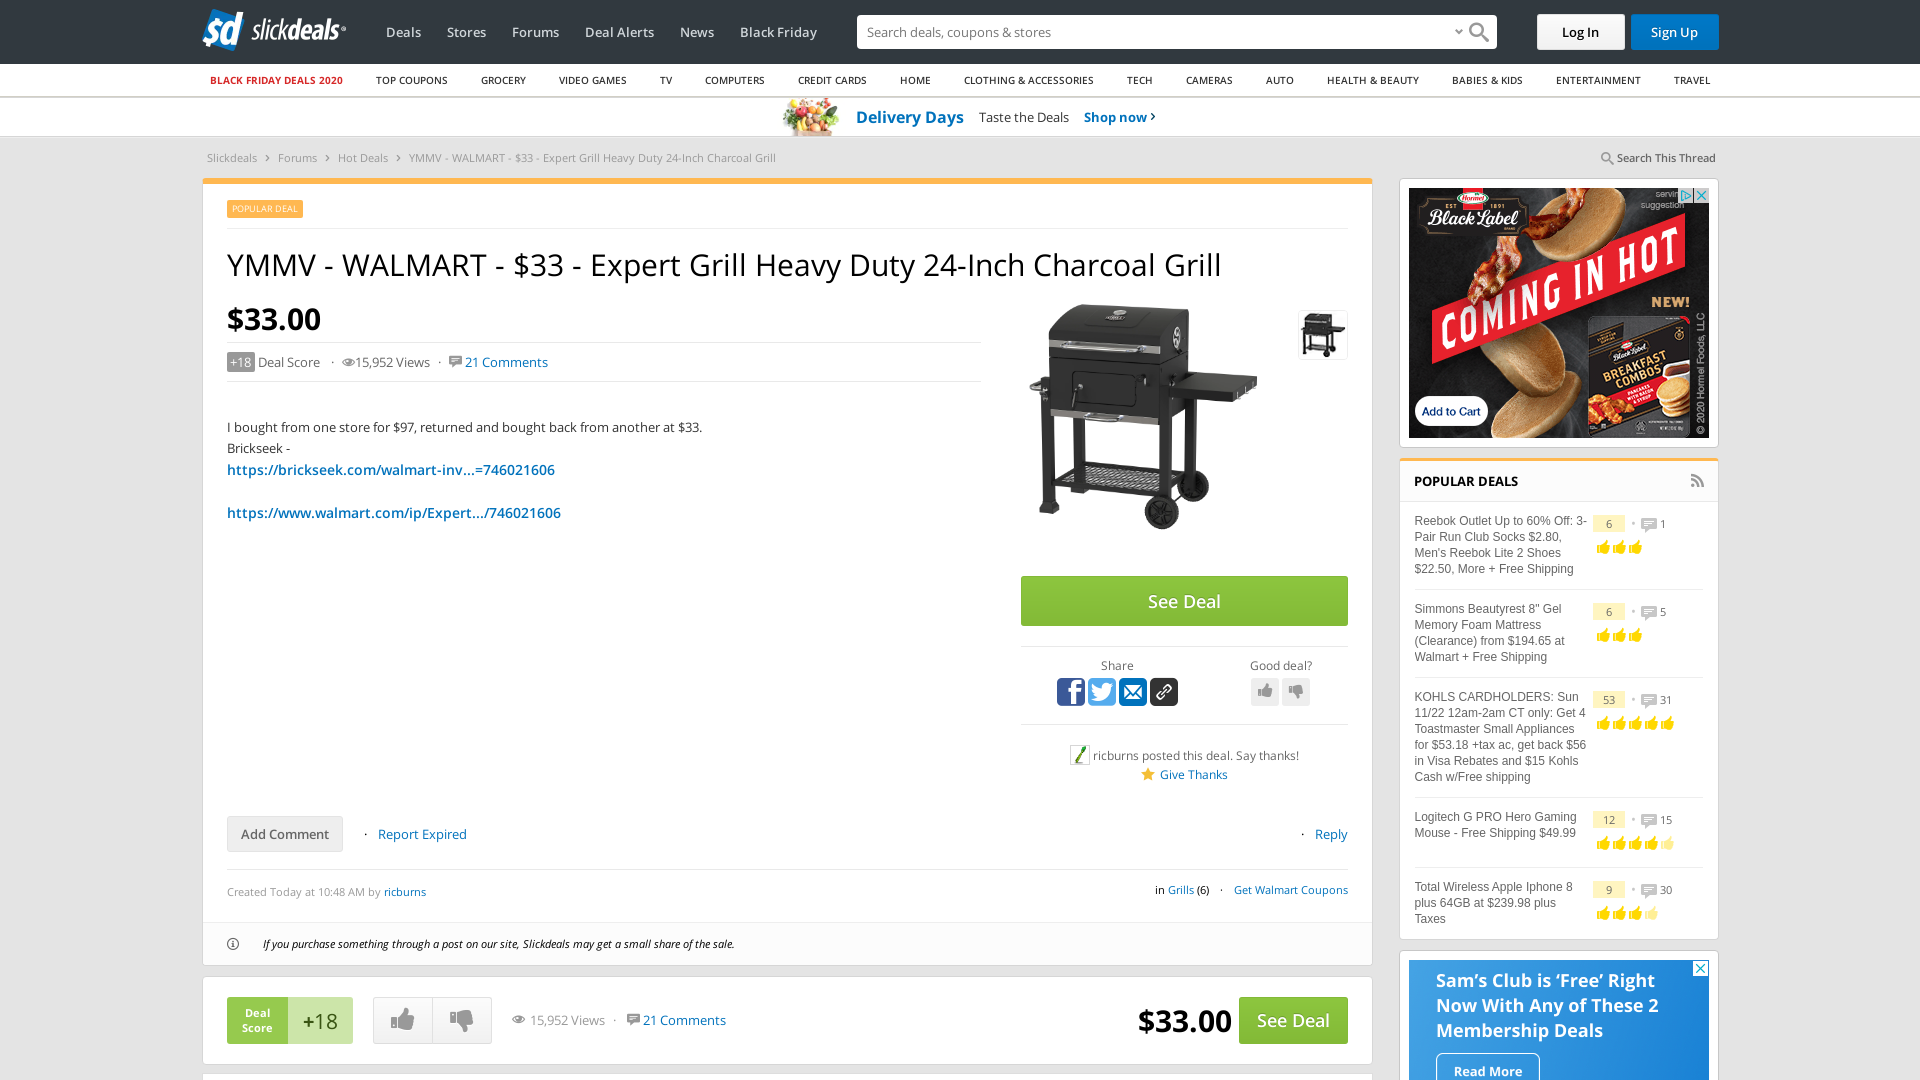 slickdeals
Deals
Stores
Forums
Deal Alerts
News
Black Friday
Search deals, coupons & stores
Log In
Sign Up
BLACK FRIDAY DEALS 2020
TOP COUPONS
GROCERY
VIDEO GAMES
TV
COMPUTERS
CREDIT CARDS
HOME
CLOTHING & ACCESSORIES
TECH
CAMERAS
AUTO
HEALTH & BEAUTY
BABIES & KIDS
ENTERTAINMENT
TRAVEL
Delivery Days Taste the Deals Shop now ›
Slickdeals › Forums › Hot Deals › YMMV - WALMART - $33 - Expert Grill Heavy Duty 24-Inch Charcoal Grill
Search This Thread
POPULAR DEAL
YMMV - WALMART - $33 - Expert Grill Heavy Duty 24-Inch Charcoal Grill
$33.00
+18 Deal Score · 15,952 Views · 21 Comments
I bought from one store for $97, returned and bought back from another at $33.
Brickseek -
https://brickseek.com/walmart-inv...=746021606
https://www.walmart.com/ip/Expert.../746021606
See Deal
Share
Good deal?
ricburns posted this deal. Say thanks!
Give Thanks
Add Comment · Report Expired
· Reply
Created Today at 10:48 AM by ricburns
in Grills (6) · Get Walmart Coupons
If you purchase something through a post on our site, Slickdeals may get a small share of the sale.
Deal
Score
+18
15,952 Views · 21 Comments
$33.00
See Deal
serving
suggestion
EST 1891
Hormel
Black Label
COMING IN HOT
NEW!
Black Label
BREAKFAST
COMBOS
Add to Cart
© 2020 Hormel Foods, LLC
POPULAR DEALS
Reebok Outlet Up to 60% Off: 3-
Pair Run Club Socks $2.80,
Men's Reebok Lite 2 Shoes
$22.50, More + Free Shipping
6 · 1
Simmons Beautyrest 8" Gel
Memory Foam Mattress
(Clearance) from $194.65 at
Walmart + Free Shipping
6 · 5
KOHLS CARDHOLDERS: Sun
11/22 12am-2am CT only: Get 4
Toastmaster Small Appliances
for $53.18 +tax ac, get back $56
in Visa Rebates and $15 Kohls
Cash w/Free shipping
53 · 31
Logitech G PRO Hero Gaming
Mouse - Free Shipping $49.99
12 · 15
Total Wireless Apple Iphone 8
plus 64GB at $239.98 plus
Taxes
9 · 30
Sam's Club is 'Free' Right
Now With Any of These 2
Membership Deals
Read More